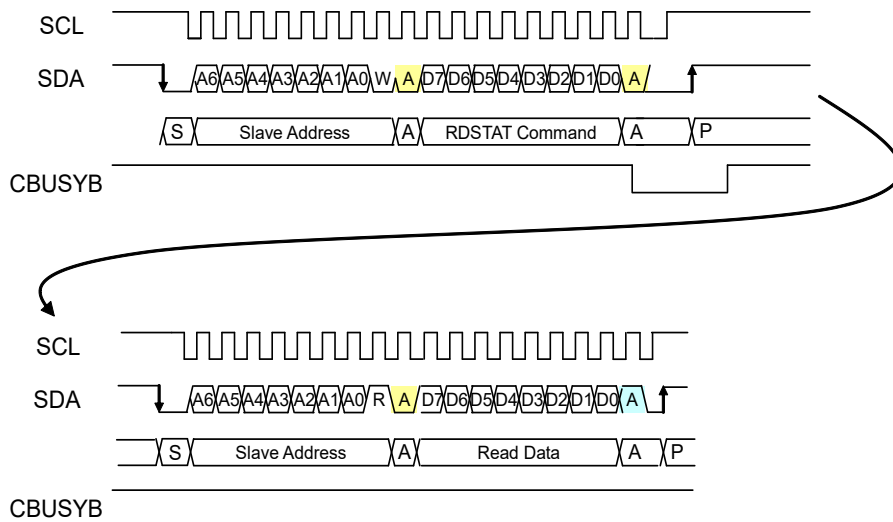 SCL
SDA A6 A5 A4 A3 A2 A1 A0 W A D7 D6 D5 D4 D3 D2 D1 D0 A
S Slave Address A RDSTAT Command A P
CBUSYB
SCL
SDA A6 A5 A4 A3 A2 A1 A0 R A D7 D6 D5 D4 D3 D2 D1 D0 A
S Slave Address A Read Data A P
CBUSYB